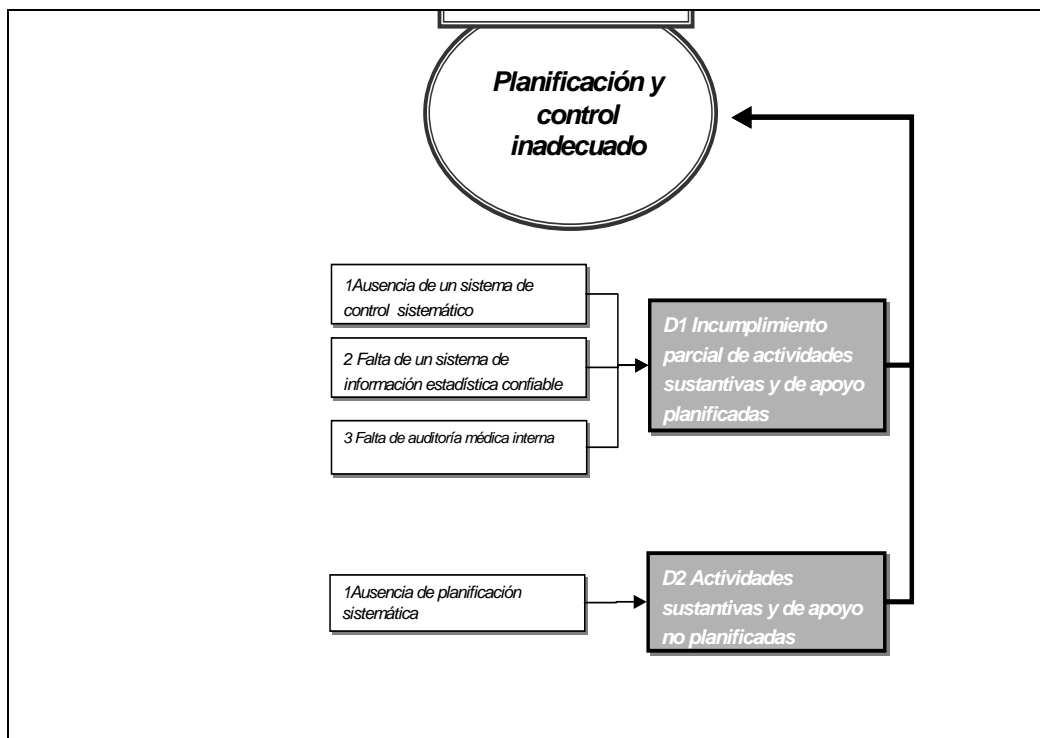 Planificación y
control
inadecuado
1Ausencia de un sistema de
control sistemático
2 Falta de un sistema de
información estadística confiable
3 Falta de auditoría médica interna
D1 Incumplimiento
parcial de actividades
sustantivas y de apoyo
planificadas
1Ausencia de planificación
sistemática
D2 Actividades
sustantivas y de apoyo
no planificadas